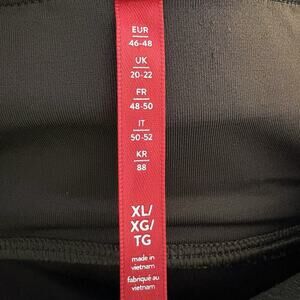 EUR
46-48
UK
20-22
FR
48-50
IT
50-52
KR
88
XL/
XG/
TG
made in
vietnam
fabriqué au
vietnam